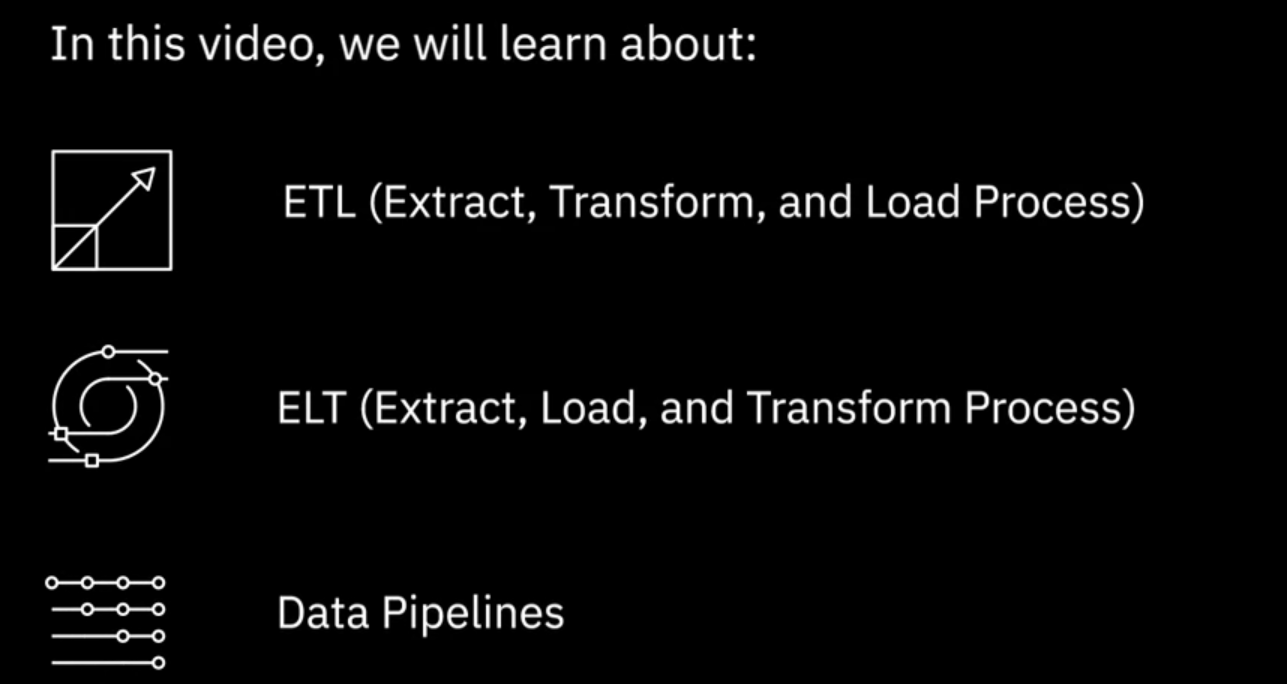 In this video, we will learn about:
ETL (Extract, Transform, and Load Process)
ELT (Extract, Load, and Transform Process)
Data Pipelines